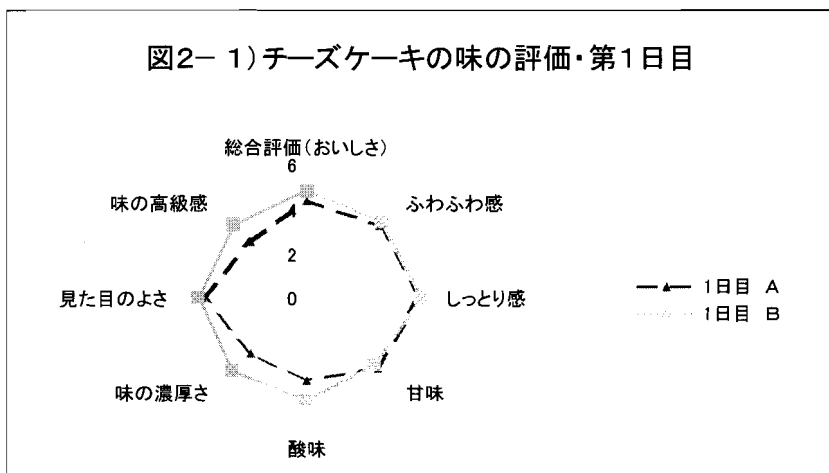 図2－1)チーズケーキの味の評価・第1日目
総合評価(おいしさ)
6
味の高級感
ふわふわ感
4
2
見た目のよさ
0
しっとり感
1日目 A
1日目 B
味の濃厚さ
甘味
酸味